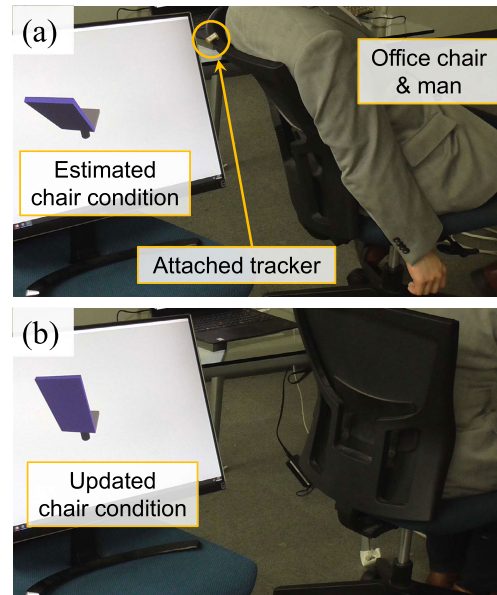 (a)
Office chair
& man
Estimated
chair condition
Attached tracker
(b)
Updated
chair condition